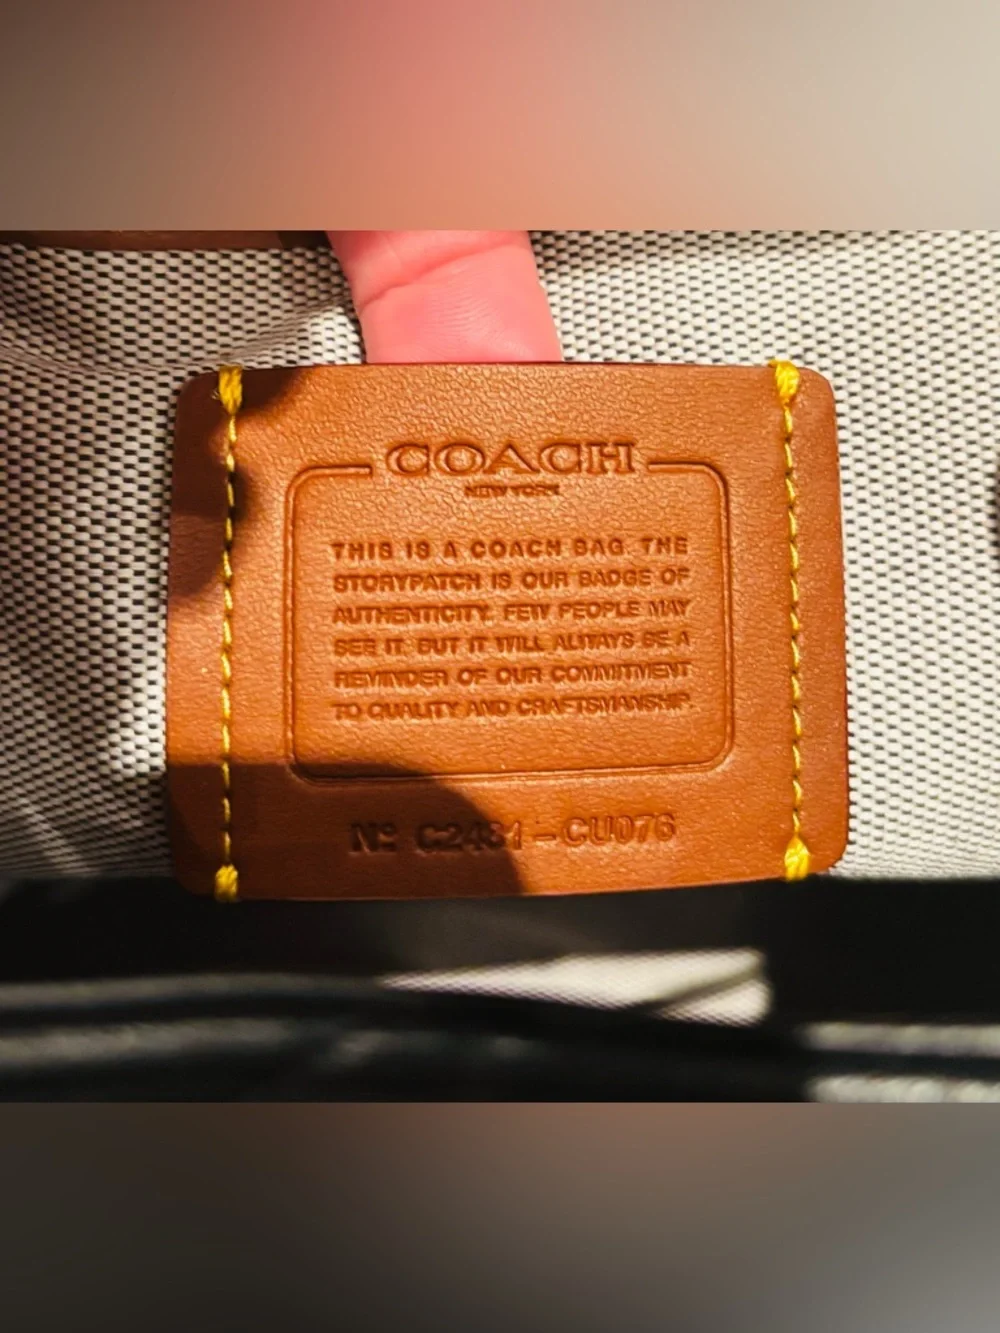 COACH
NEW YORK
THIS IS A COACH BAG. THE
STORYPATCH IS OUR BADGE OF
AUTHENTICITY. FEW PEOPLE MAY
SEE IT. BUT IT WILL ALWAYS BE A
REMINDER OF OUR COMMITMENT
TO QUALITY AND CRAFTSMANSHIP.
Nº C2481-CU076